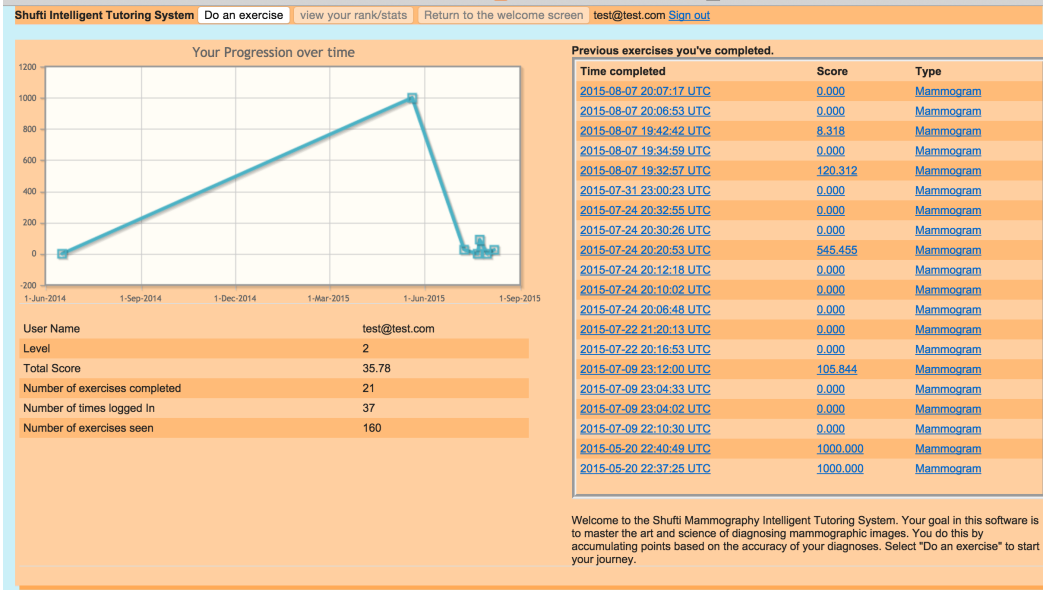 Shufti Intelligent Tutoring System Do an exercise view your rank/stats Return to the welcome screen test@test.com Sign out
Your Progression over time
1200
1000
800
600
400
200
0
-200
1-Jun-2014 1-Sep-2014 1-Dec-2014 1-Mar-2015 1-Jun-2015 1-Sep-2015
User Name test@test.com
Level 2
Total Score 35.78
Number of exercises completed 21
Number of times logged In 37
Number of exercises seen 160
Previous exercises you've completed.
Time completed Score Type
2015-08-07 20:07:17 UTC 0.000 Mammogram
2015-08-07 20:06:53 UTC 0.000 Mammogram
2015-08-07 19:42:42 UTC 8.318 Mammogram
2015-08-07 19:34:59 UTC 0.000 Mammogram
2015-08-07 19:32:57 UTC 120.312 Mammogram
2015-07-31 23:00:23 UTC 0.000 Mammogram
2015-07-24 20:32:55 UTC 0.000 Mammogram
2015-07-24 20:30:26 UTC 0.000 Mammogram
2015-07-24 20:20:53 UTC 545.455 Mammogram
2015-07-24 20:12:18 UTC 0.000 Mammogram
2015-07-24 20:10:02 UTC 0.000 Mammogram
2015-07-24 20:06:48 UTC 0.000 Mammogram
2015-07-22 21:20:13 UTC 0.000 Mammogram
2015-07-22 20:16:53 UTC 0.000 Mammogram
2015-07-09 23:12:00 UTC 105.844 Mammogram
2015-07-09 23:04:33 UTC 0.000 Mammogram
2015-07-09 23:04:02 UTC 0.000 Mammogram
2015-07-09 22:10:30 UTC 0.000 Mammogram
2015-05-20 22:40:49 UTC 1000.000 Mammogram
2015-05-20 22:37:25 UTC 1000.000 Mammogram
Welcome to the Shufti Mammography Intelligent Tutoring System. Your goal in this software is
to master the art and science of diagnosing mammographic images. You do this by
accumulating points based on the accuracy of your diagnoses. Select "Do an exercise" to start
your journey.